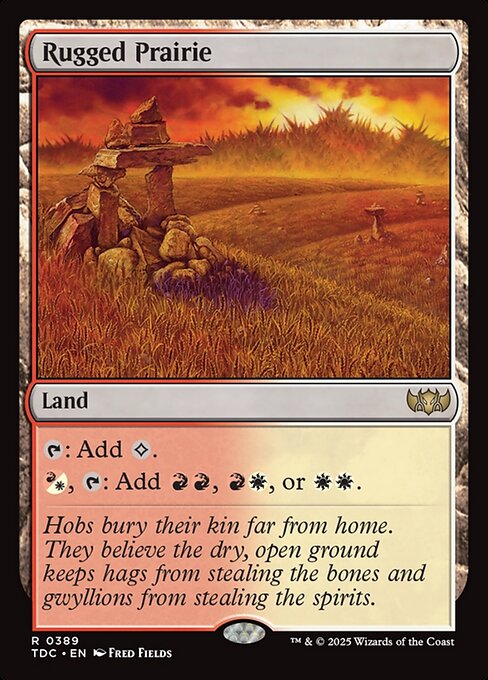 Rugged Prairie
Land
: Add .
, : Add , , or .
Hobs bury their kin far from home.
They believe the dry, open ground
keeps hags from stealing the bones and
gwyllions from stealing the spirits.
R 0389
TDC • EN FRED FIELDS
™ & © 2025 Wizards of the Coast